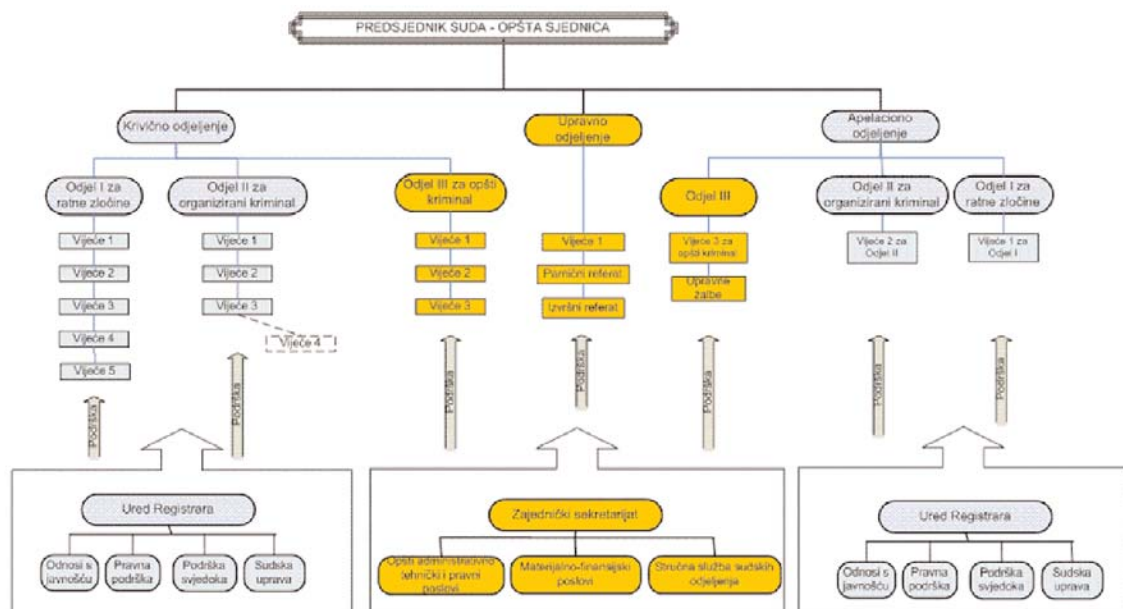 PREDSJEDNIK SUDA - OPŠTA SJEDNICA
Krivično odjeljenje
Upravno
odjeljenje
Apelaciono
odjeljenje
Odjel I za
ratne zločine
Odjel II za
organizirani kriminal
Odjel III za opšti
kriminal
Odjel III
Odjel II za
organizirani kriminal
Odjel I za
ratne zločine
Vijeće 1
Vijeće 2
Vijeće 3
Vijeće 4
Vijeće 5
Vijeće 1
Vijeće 2
Vijeće 3
Vijeće 4
Vijeće 1
Vijeće 2
Vijeće 3
Vijeće 1
Parnični referat
Izvršni referat
Vijeće 3 za
opšti kriminal
Upravne
žalbe
Vijeće 2 za
Odjel II
Vijeće 1 za
Odjel I
Podrška
Podrška
Podrška
Podrška
Podrška
Podrška
Podrška
Ured Registrara
Odnosi s
javnošću
Pravna
podrška
Podrška
svjedoka
Sudska
uprava
Zajednički sekretarijat
Opšti administrativno
tehnički i pravni
poslovi
Materijalno-finansijski
poslovi
Stručna služba sudskih
odjeljenja
Ured Registrara
Odnosi s
javnošću
Pravna
podrška
Podrška
svjedoka
Sudska
uprava